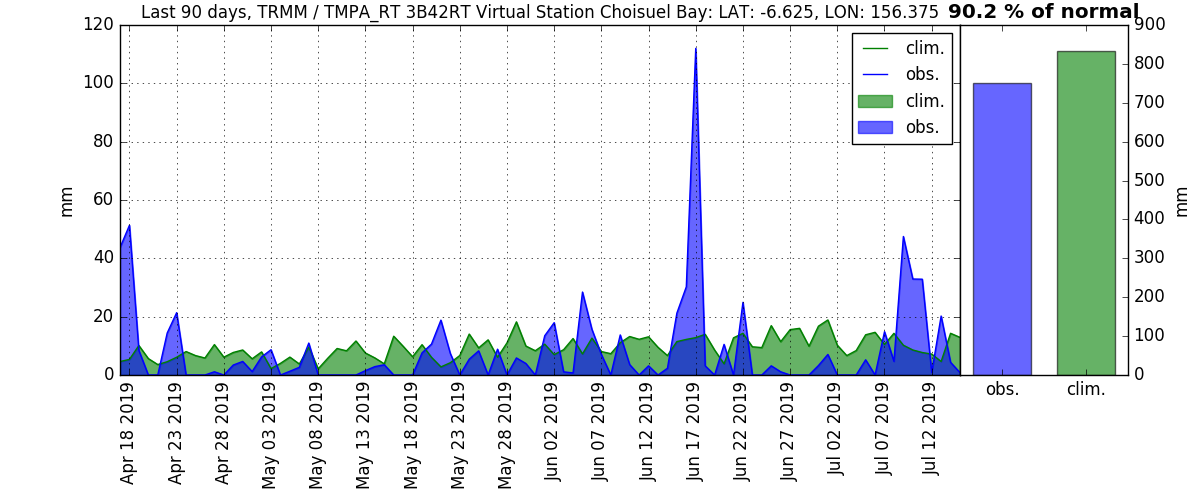 Last 90 days, TRMM / TMPA_RT 3B42RT Virtual Station Choisuel Bay: LAT: -6.625, LON: 156.375 90.2 % of normal
120
100
80
60
40
20
0
mm
clim.
obs.
clim.
obs.
900
800
700
600
500
400
300
200
100
0
mm
obs.
clim.
Apr 18 2019
Apr 23 2019
Apr 28 2019
May 03 2019
May 08 2019
May 13 2019
May 18 2019
May 23 2019
May 28 2019
Jun 02 2019
Jun 07 2019
Jun 12 2019
Jun 17 2019
Jun 22 2019
Jun 27 2019
Jul 02 2019
Jul 07 2019
Jul 12 2019